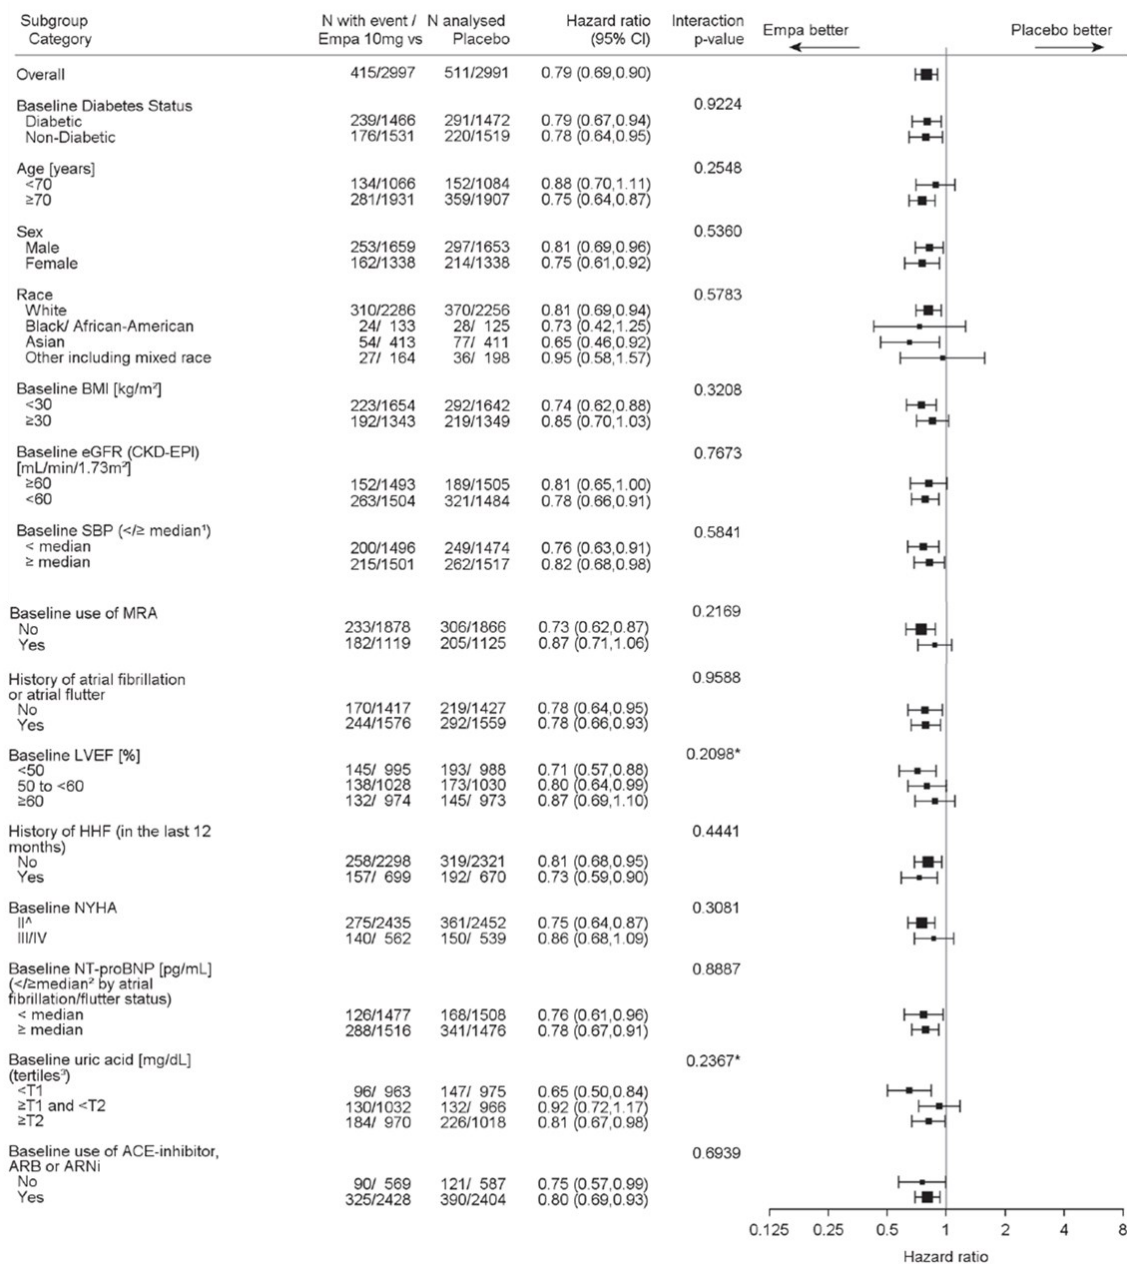 Subgroup N with event / N analysed Hazard ratio Interaction
Category Empa 10mg vs Placebo (95% CI) p-value Empa better Placebo better
Overall 415/2997 511/2991 0.79 (0.69,0.90)
Baseline Diabetes Status 0.9224
Diabetic 239/1466 291/1472 0.79 (0.67,0.94)
Non-Diabetic 176/1531 220/1519 0.78 (0.64,0.95)
Age [years] 0.2548
<70 134/1066 152/1084 0.88 (0.70,1.11)
≥70 281/1931 359/1907 0.75 (0.64,0.87)
Sex 0.5360
Male 253/1659 297/1653 0.81 (0.69,0.96)
Female 162/1338 214/1338 0.75 (0.61,0.92)
Race 0.5783
White 310/2286 370/2256 0.81 (0.69,0.94)
Black/ African-American 24/ 133 28/ 125 0.73 (0.42,1.25)
Asian 54/ 413 77/ 411 0.65 (0.46,0.92)
Other including mixed race 27/ 164 36/ 198 0.95 (0.58,1.57)
Baseline BMI [kg/m²] 0.3208
<30 223/1654 292/1642 0.74 (0.62,0.88)
≥30 192/1343 219/1349 0.85 (0.70,1.03)
Baseline eGFR (CKD-EPI) 0.7673
[mL/min/1.73m²]
≥60 152/1493 189/1505 0.81 (0.65,1.00)
<60 263/1504 321/1484 0.78 (0.66,0.91)
Baseline SBP (</≥ median¹) 0.5841
< median 200/1496 249/1474 0.76 (0.63,0.91)
≥ median 215/1501 262/1517 0.82 (0.68,0.98)
Baseline use of MRA 0.2169
No 233/1878 306/1866 0.73 (0.62,0.87)
Yes 182/1119 205/1125 0.87 (0.71,1.06)
History of atrial fibrillation 0.9588
or atrial flutter
No 170/1417 219/1427 0.78 (0.64,0.95)
Yes 244/1576 292/1559 0.78 (0.66,0.93)
Baseline LVEF [%] 0.2098*
<50 145/ 995 193/ 988 0.71 (0.57,0.88)
50 to <60 138/1028 173/1030 0.80 (0.64,0.99)
≥60 132/ 974 145/ 973 0.87 (0.69,1.10)
History of HHF (in the last 12 0.4441
months)
No 258/2298 319/2321 0.81 (0.68,0.95)
Yes 157/ 699 192/ 670 0.73 (0.59,0.90)
Baseline NYHA 0.3081
II^ 275/2435 361/2452 0.75 (0.64,0.87)
III/IV 140/ 562 150/ 539 0.86 (0.68,1.09)
Baseline NT-proBNP [pg/mL] 0.8887
(</≥median² by atrial
fibrillation/flutter status)
< median 126/1477 168/1508 0.76 (0.61,0.96)
≥ median 288/1516 341/1476 0.78 (0.67,0.91)
Baseline uric acid [mg/dL] 0.2367*
(tertiles³)
<T1 96/ 963 147/ 975 0.65 (0.50,0.84)
≥T1 and <T2 130/1032 132/ 966 0.92 (0.72,1.17)
≥T2 184/ 970 226/1018 0.81 (0.67,0.98)
Baseline use of ACE-inhibitor, 0.6939
ARB or ARNi
No 90/ 569 121/ 587 0.75 (0.57,0.99)
Yes 325/2428 390/2404 0.80 (0.69,0.93)
0.125 0.25 0.5 1 2 4 8
Hazard ratio